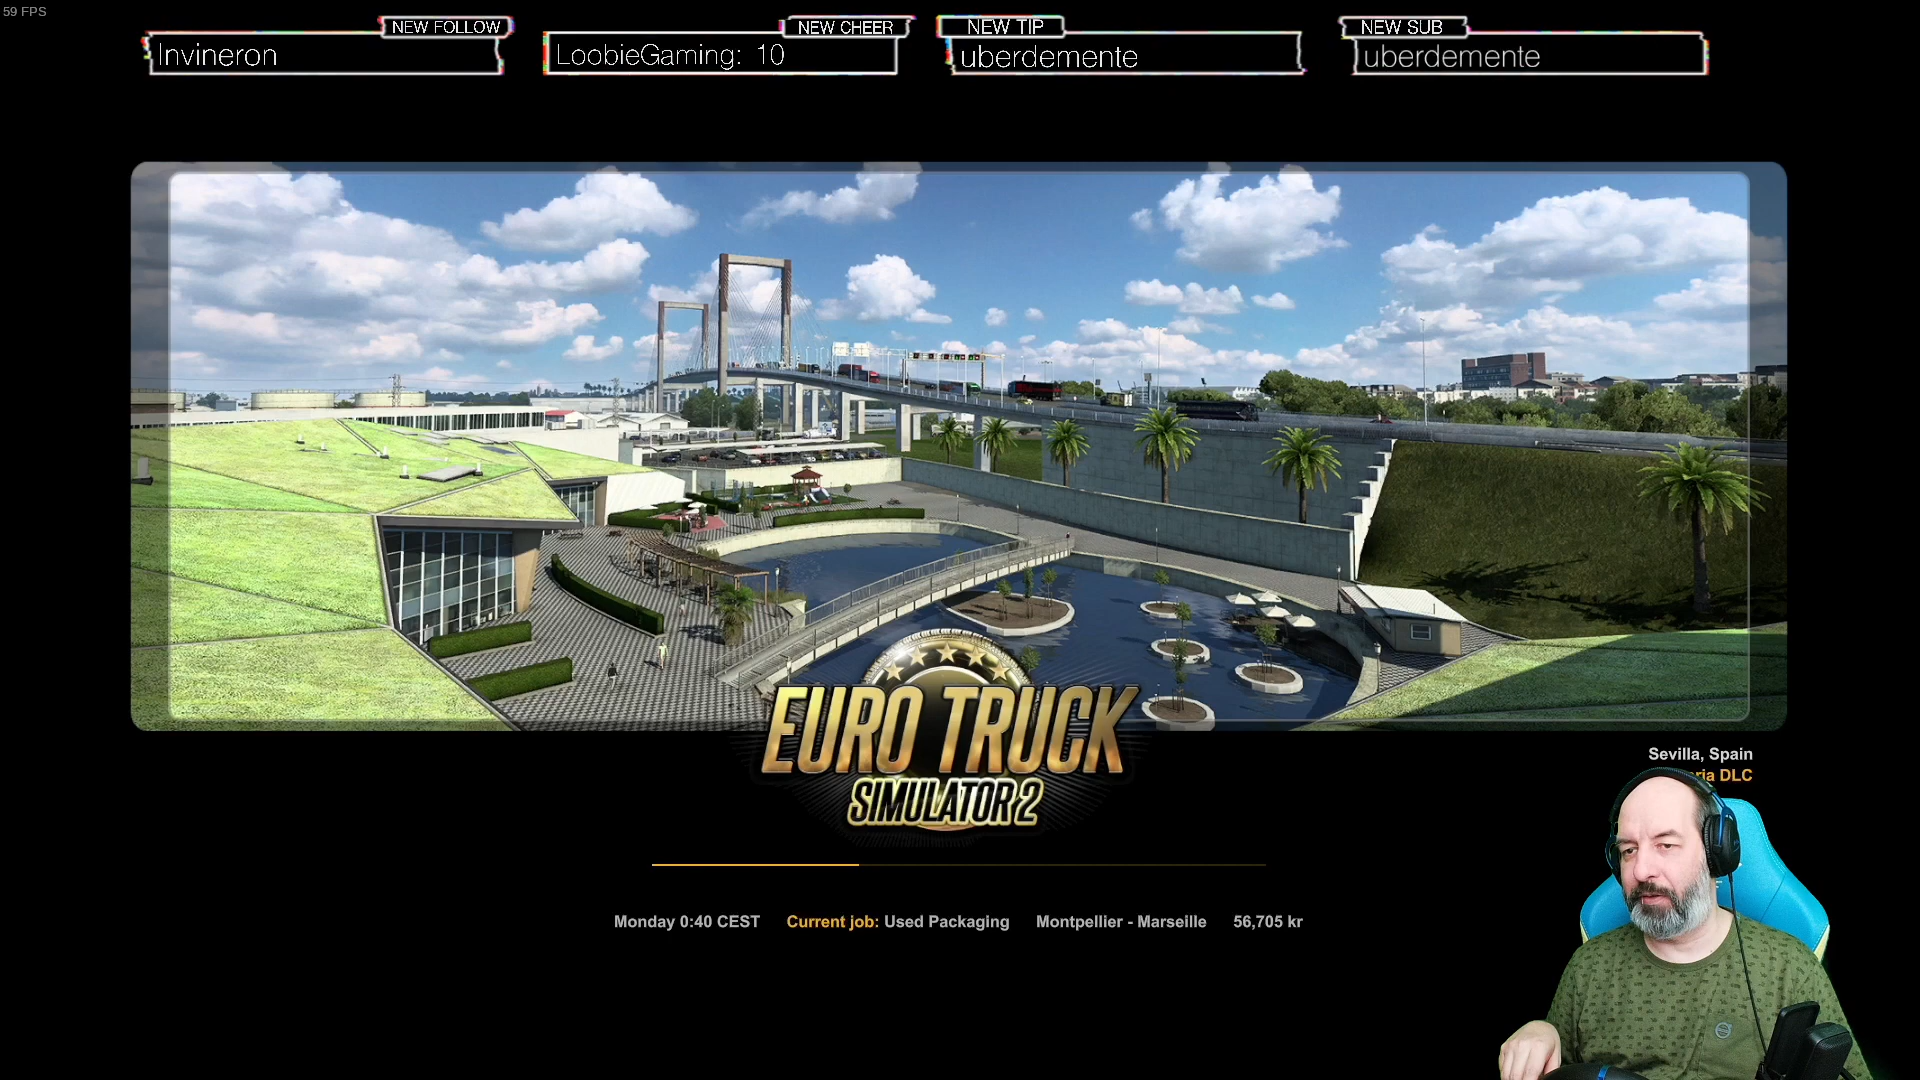 59 FPS
NEW FOLLOW
Invineron
NEW CHEER
LoobieGaming: 10
NEW TIP
uberdemente
NEW SUB
uberdemente
EURO TRUCK
SIMULATOR 2
Sevilla, Spain
DLC
Monday 0:40 CEST Current job: Used Packaging Montpellier - Marseille 56,705 kr